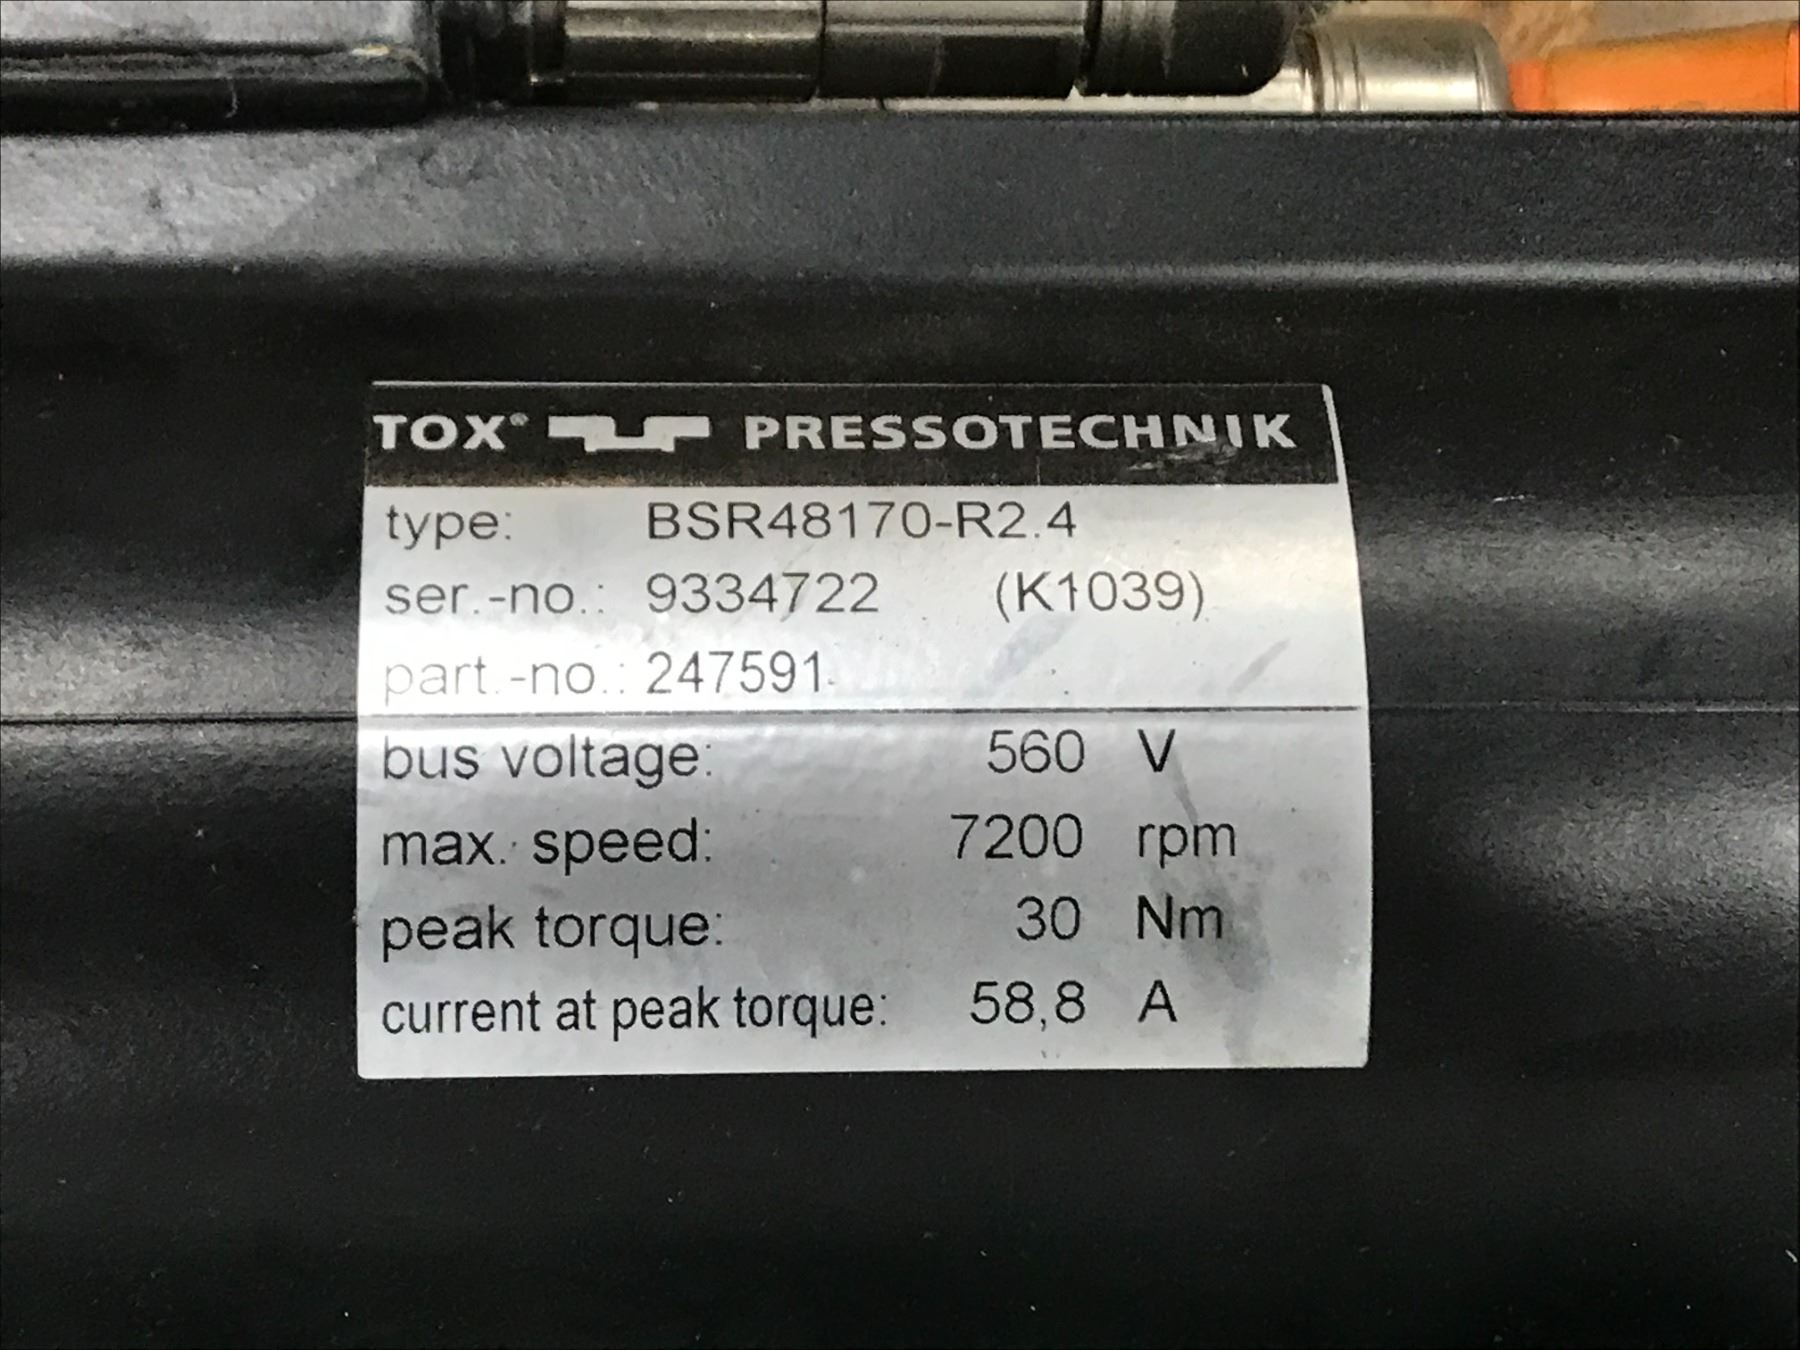 TOX® PRESSOTECHNIK
type: BSR48170-R2.4
ser.-no.: 9334722 (K1039)
part.-no.: 247591
bus voltage: 560 V
max. speed: 7200 rpm
peak torque: 30 Nm
current at peak torque: 58,8 A